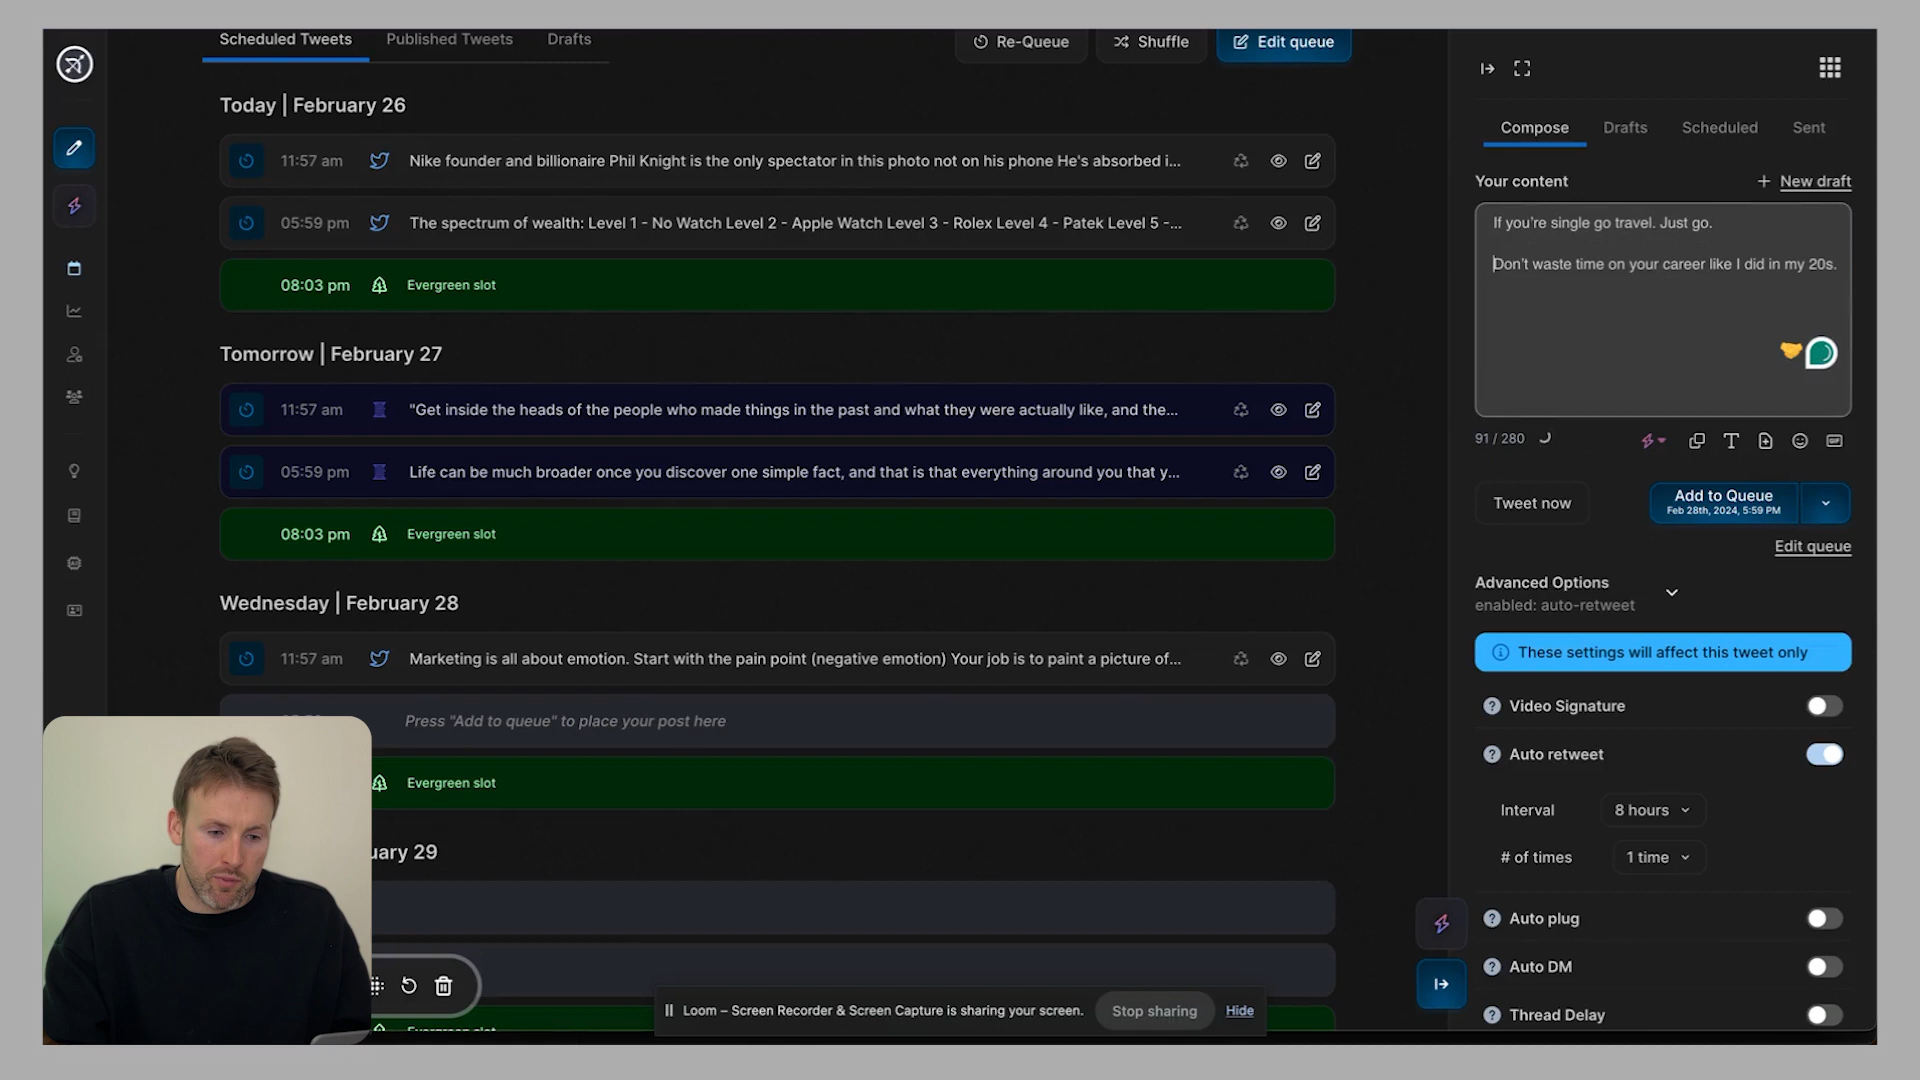 Scheduled Tweets
Published Tweets
Drafts
Re-Queue
Shuffle
Edit queue
Today | February 26
11:57 am Nike founder and billionaire Phil Knight is the only spectator in this photo not on his phone He's absorbed i...
05:59 pm The spectrum of wealth: Level 1 - No Watch Level 2 - Apple Watch Level 3 - Rolex Level 4 - Patek Level 5 -...
08:03 pm Evergreen slot
Tomorrow | February 27
11:57 am "Get inside the heads of the people who made things in the past and what they were actually like, and the...
05:59 pm Life can be much broader once you discover one simple fact, and that is that everything around you that y...
08:03 pm Evergreen slot
Wednesday | February 28
11:57 am Marketing is all about emotion. Start with the pain point (negative emotion) Your job is to paint a picture of...
Press "Add to queue" to place your post here
Evergreen slot
uary 29
Evergreen slot
Loom – Screen Recorder & Screen Capture is sharing your screen.
Stop sharing
Hide
Compose
Drafts
Scheduled
Sent
Your content
+ New draft
If you're single go travel. Just go.
Don't waste time on your career like I did in my 20s.
91 / 280
GIF
Tweet now
Add to Queue
Feb 28th, 2024, 5:59 PM
Edit queue
Advanced Options
enabled: auto-retweet
These settings will affect this tweet only
Video Signature
Auto retweet
Interval 8 hours
# of times 1 time
Auto plug
Auto DM
Thread Delay